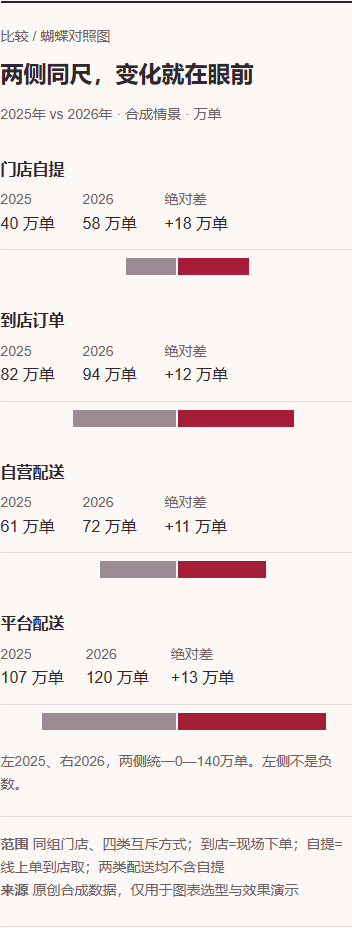 比较 / 蝴蝶对照图
两侧同尺，变化就在眼前
2025年 vs 2026年 · 合成情景 · 万单
门店自提
2025 2026 绝对差
40 万单 58 万单 +18 万单
到店订单
2025 2026 绝对差
82 万单 94 万单 +12 万单
自营配送
2025 2026 绝对差
61 万单 72 万单 +11 万单
平台配送
2025 2026 绝对差
107 万单 120 万单 +13 万单
左2025、右2026，两侧统一0—140万单。左侧不是负
数。
范围 同组门店、四类互斥方式；到店=现场下单；自提=
线上单到店取；两类配送均不含自提
来源 原创合成数据，仅用于图表选型与效果演示